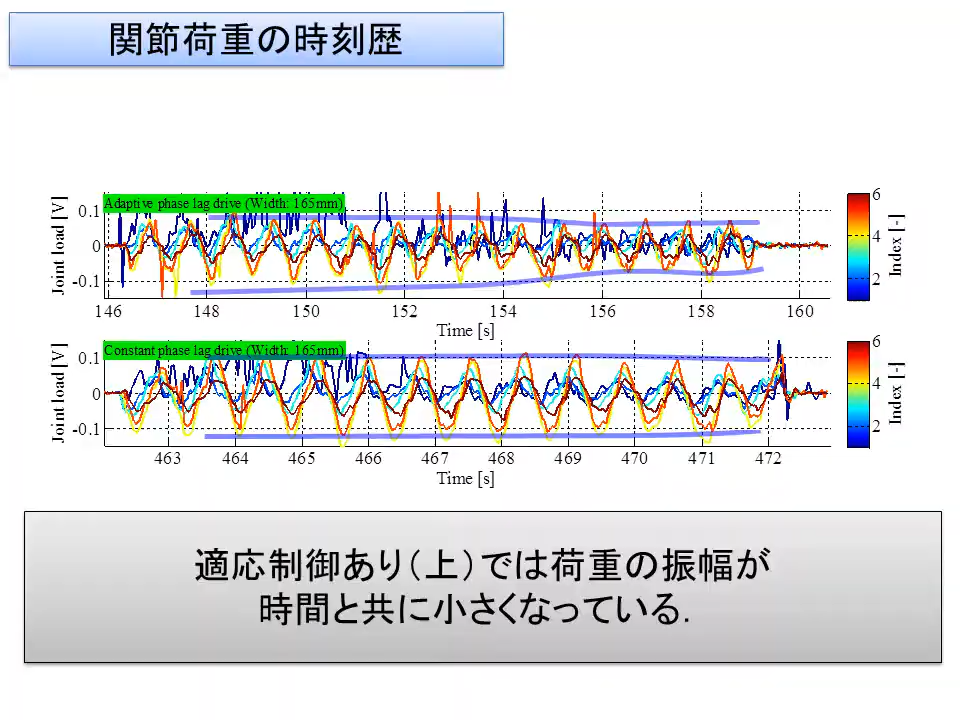 関節荷重の時刻歴
Adaptive phase lag drive (Width: 165mm)
Joint load [V]
0.1
0
-0.1
146 148 150 152 154 156 158 160
Time [s]
6
4
2
Index [-]
Constant phase lag drive (Width: 165mm)
Joint load [V]
0.1
0
-0.1
463 464 465 466 467 468 469 470 471 472
Time [s]
6
4
2
Index [-]
適応制御あり（上）では荷重の振幅が
時間と共に小さくなっている．